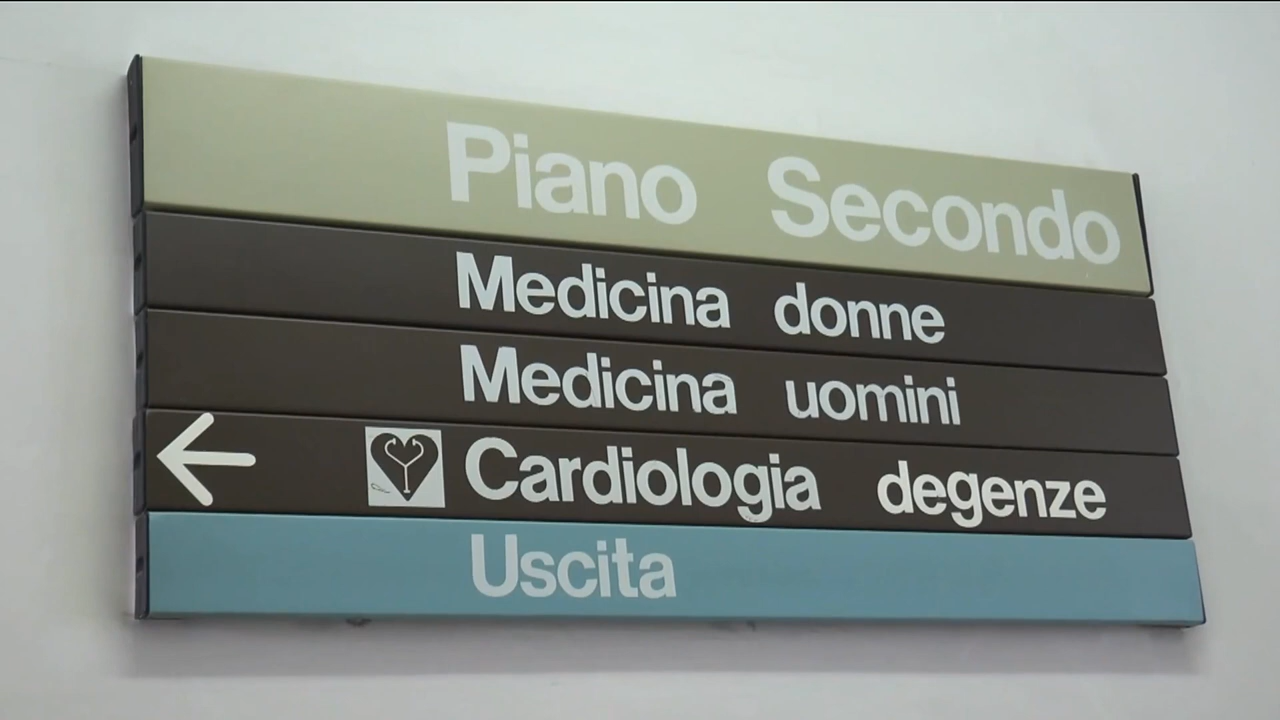 Piano Secondo
Medicina donne
Medicina uomini
Cardiologia degenze
Uscita